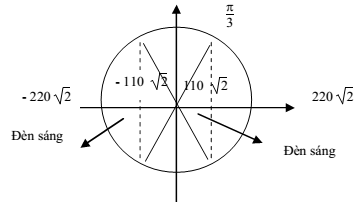 π/3
- 110 √2 110 √2
- 220 √2 220 √2
Đèn sáng
Đèn sáng